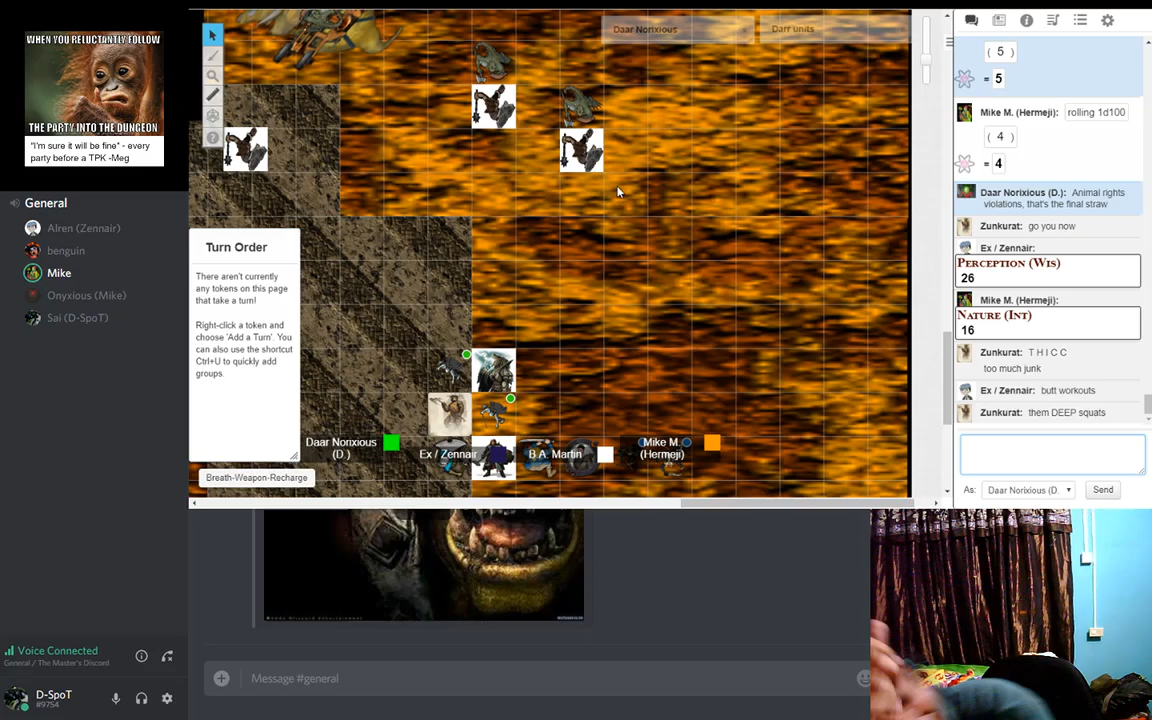 WHEN YOU RELUCTANTLY FOLLOW
THE PARTY INTO THE DUNGEON
"I'm sure it will be fine" - every
party before a TPK -Meg
General
Alren (Zennair)
benguin
Mike
Onyxious (Mike)
Sai (D-SpoT)
Voice Connected
General / The Master's Discord
D-SpoT
#9754
Daar Norixious
Darr units
Turn Order
There aren't currently
any tokens on this page
that take a turn!
Right-click a token and
choose 'Add a Turn'. You
can also use the shortcut
Ctrl+U to quickly add
groups.
Breath-Weapon-Recharge
Daar Norixious
(D.)
Ex / Zennair
B.A. Martin
Mike M.
(Hermeji)
Message #general
( 5 )
= 5
Mike M. (Hermeji): rolling 1d100
( 4 )
= 4
Daar Norixious (D.): Animal rights
violations, that's the final straw
Zunkurat: go you now
Ex / Zennair:
PERCEPTION (WIS)
26
Mike M. (Hermeji):
NATURE (INT)
16
Zunkurat: T H I C C
too much junk
Ex / Zennair: butt workouts
Zunkurat: them DEEP squats
As: Daar Norixious (D.
Send